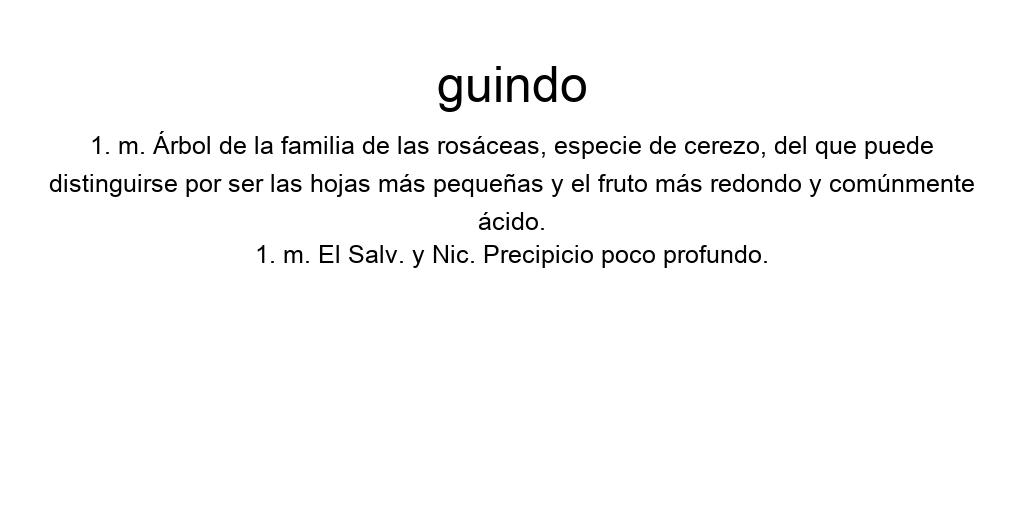 guindo
1. m. Árbol de la familia de las rosáceas, especie de cerezo, del que puede
distinguirse por ser las hojas más pequeñas y el fruto más redondo y comúnmente
ácido.
1. m. El Salv. y Nic. Precipicio poco profundo.